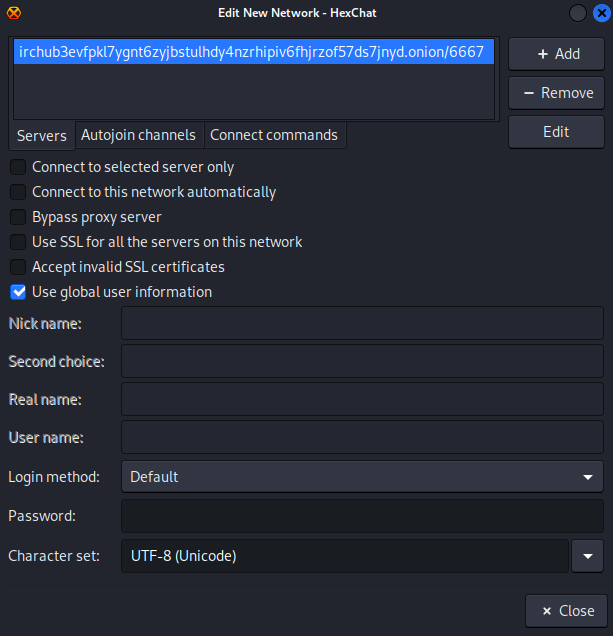 Edit New Network - HexChat
irchub3evfpkl7ygnt6zyjbstulhdy4nzrhipiv6fhjrzof57ds7jnyd.onion/6667
+ Add
− Remove
Edit
Servers Autojoin channels Connect commands
Connect to selected server only
Connect to this network automatically
Bypass proxy server
Use SSL for all the servers on this network
Accept invalid SSL certificates
Use global user information
Nick name:
Second choice:
Real name:
User name:
Login method: Default
Password:
Character set: UTF-8 (Unicode)
× Close